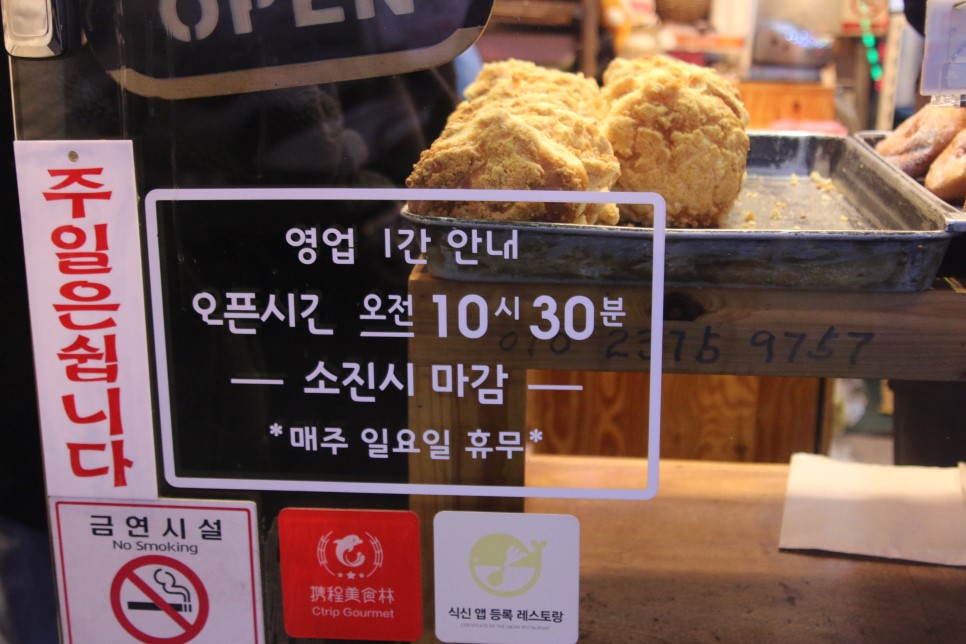 OPEN
주일은쉽니다
영업 시간 안내
오픈시간 오전 10시 30분
소진시 마감
*매주 일요일 휴무*
010 2375 9757
금연시설
No Smoking
携程美食林
Ctrip Gourmet
식신 앱 등록 레스토랑